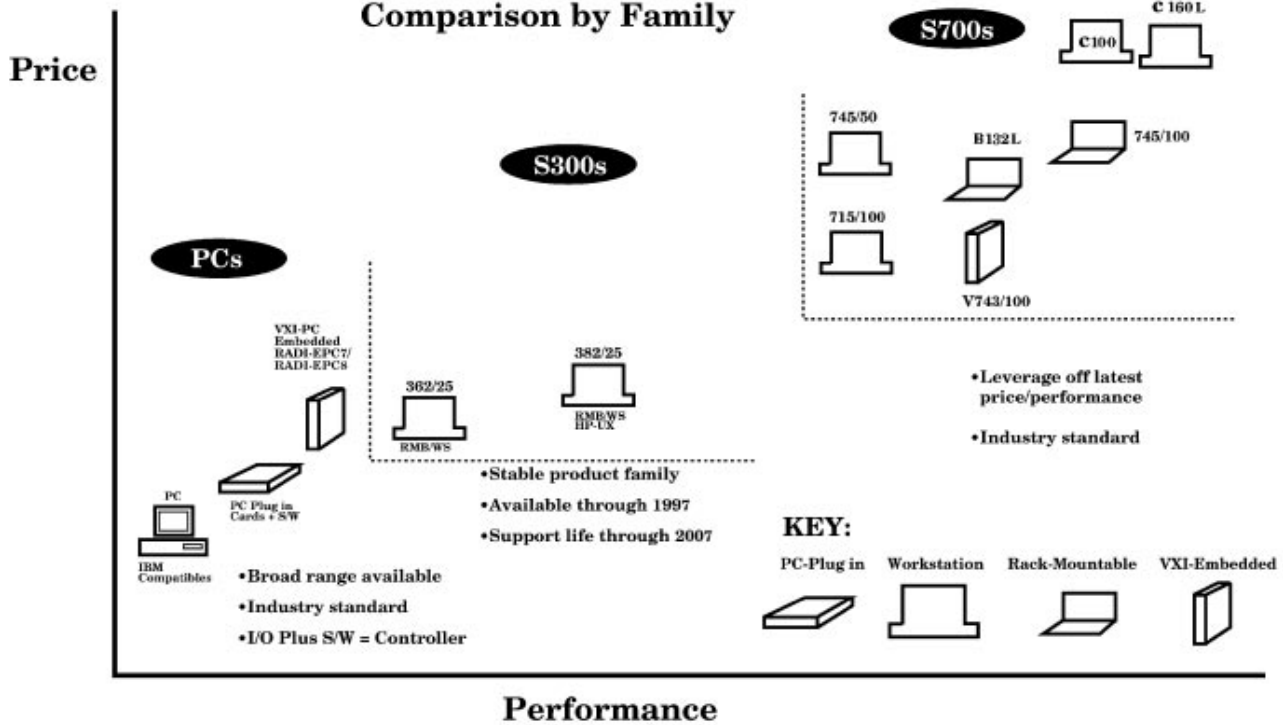 Comparison by Family
Price
S700s
C100
C 160 L
745/50
B132L
745/100
715/100
V743/100
S300s
PCs
VXI-PC
Embedded
RADI-EPC7/
RADI-EPC8
362/25
RMB/WS
382/25
RMB/WS
HP-UX
•Leverage off latest
price/performance
•Industry standard
•Stable product family
•Available through 1997
•Support life through 2007
PC Plug in
Cards + S/W
PC
IBM
Compatibles
•Broad range available
•Industry standard
•I/O Plus S/W = Controller
KEY:
PC-Plug in
Workstation
Rack-Mountable
VXI-Embedded
Performance